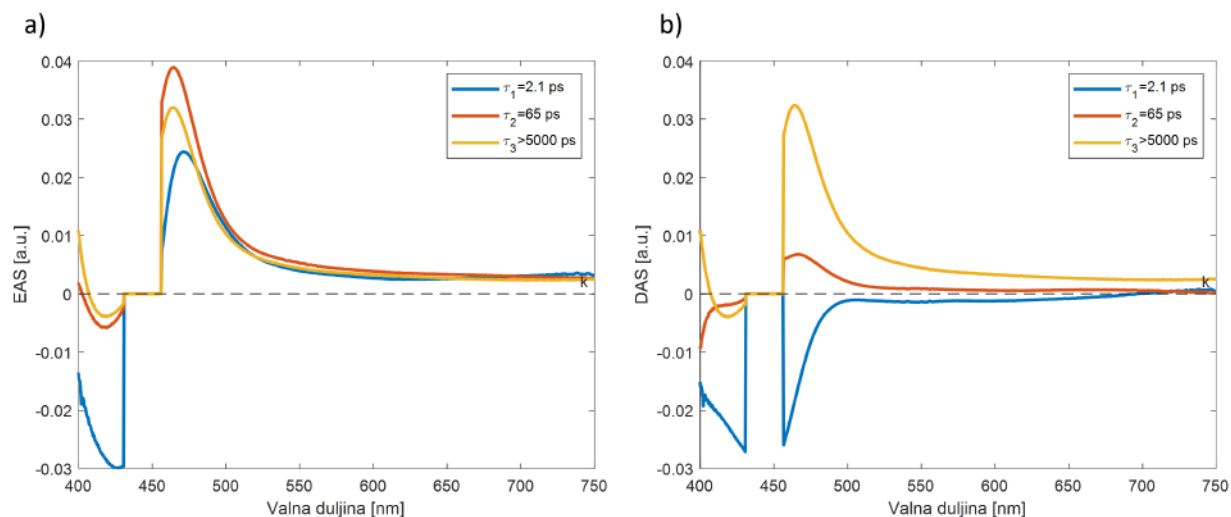 a)
0.04
0.03
0.02
0.01
0
-0.01
-0.02
-0.03
EAS [a.u.]
τ1=2.1 ps
τ2=65 ps
τ3>5000 ps
k
400 450 500 550 600 650 700 750
Valna duljina [nm]
b)
0.04
0.03
0.02
0.01
0
-0.01
-0.02
-0.03
DAS [a.u.]
τ1=2.1 ps
τ2=65 ps
τ3>5000 ps
k
400 450 500 550 600 650 700 750
Valna duljina [nm]